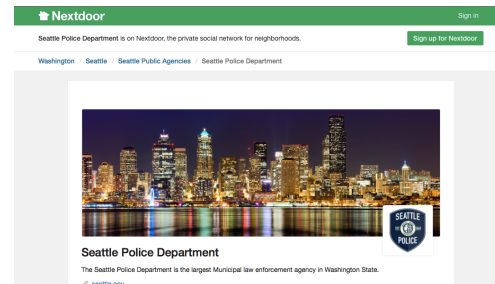 Nextdoor
Sign in
Seattle Police Department is on Nextdoor, the private social network for neighborhoods.
Sign up for Nextdoor
Washington / Seattle / Seattle Public Agencies / Seattle Police Department
SEATTLE
POLICE
Seattle Police Department
The Seattle Police Department is the largest Municipal law enforcement agency in Washington State.
seattle.gov